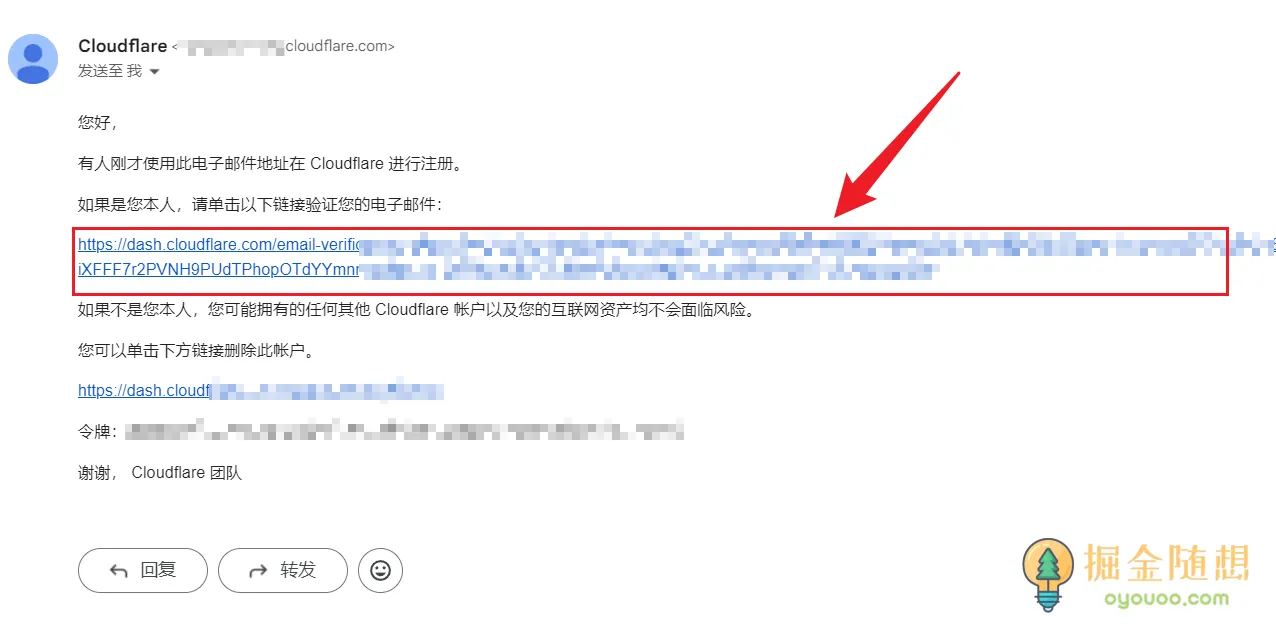 Cloudflare < cloudflare.com>
发送至 我
您好，
有人刚才使用此电子邮件地址在 Cloudflare 进行注册。
如果是您本人，请单击以下链接验证您的电子邮件：
https://dash.cloudflare.com/email-verific
iXFFF7r2PVNH9PUdTPhopOTdYYmnr
如果不是您本人，您可能拥有的任何其他 Cloudflare 帐户以及您的互联网资产均不会面临风险。
您可以单击下方链接删除此帐户。
https://dash.cloudf
令牌：
谢谢， Cloudflare 团队
回复 转发
掘金随想
oyouoo.com